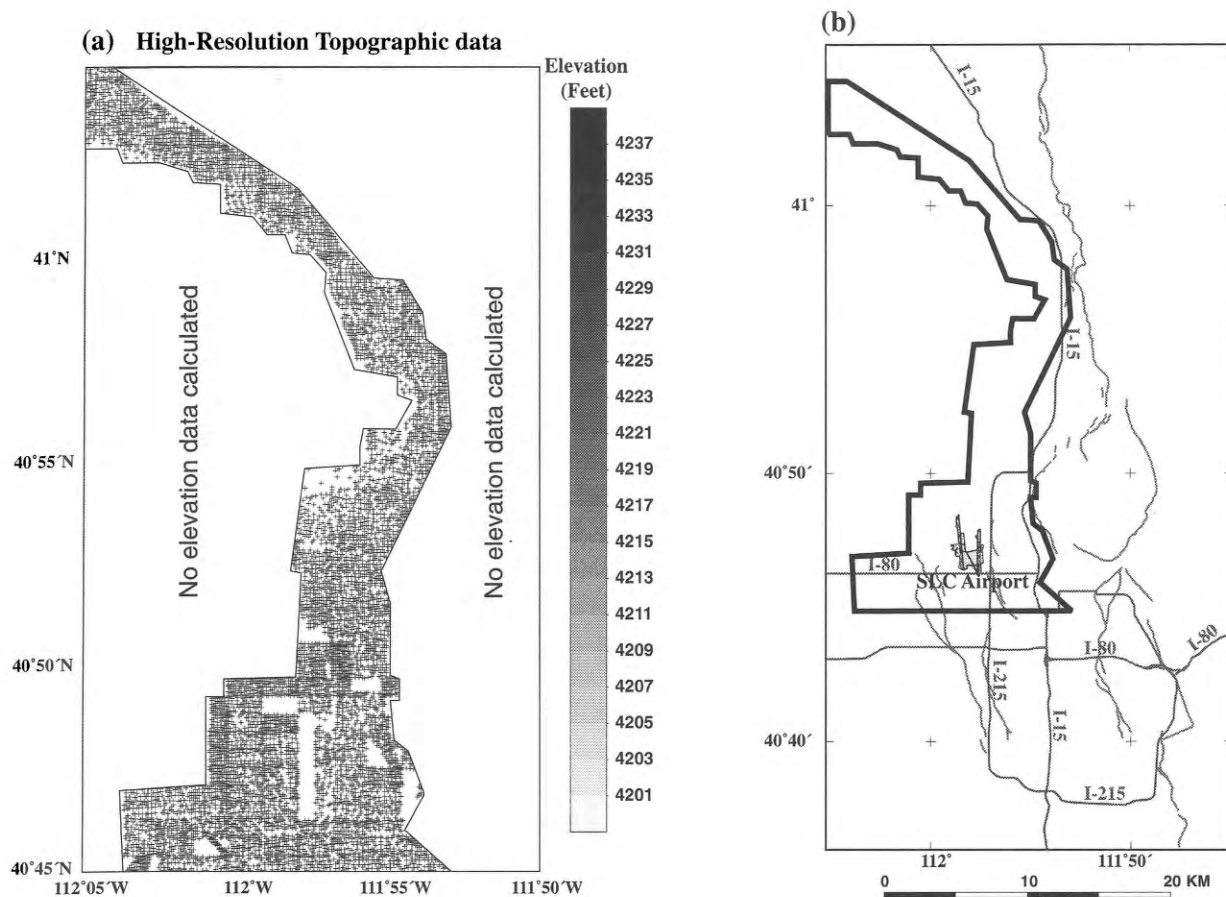 (a) High-Resolution Topographic data
41°N
40°55´N
40°50´N
40°45´N
112°05´W
112°W
111°55´W
111°50´W
No elevation data calculated
No elevation data calculated
Elevation
(Feet)
4237
4235
4233
4231
4229
4227
4225
4223
4221
4219
4217
4215
4213
4211
4209
4207
4205
4203
4201
(b)
I-15
41°
I-15
40°50´
I-80
SLC Airport
I-80
I-80
I-215
I-15
40°40´
I-215
112°
111°50´
0
10
20 KM